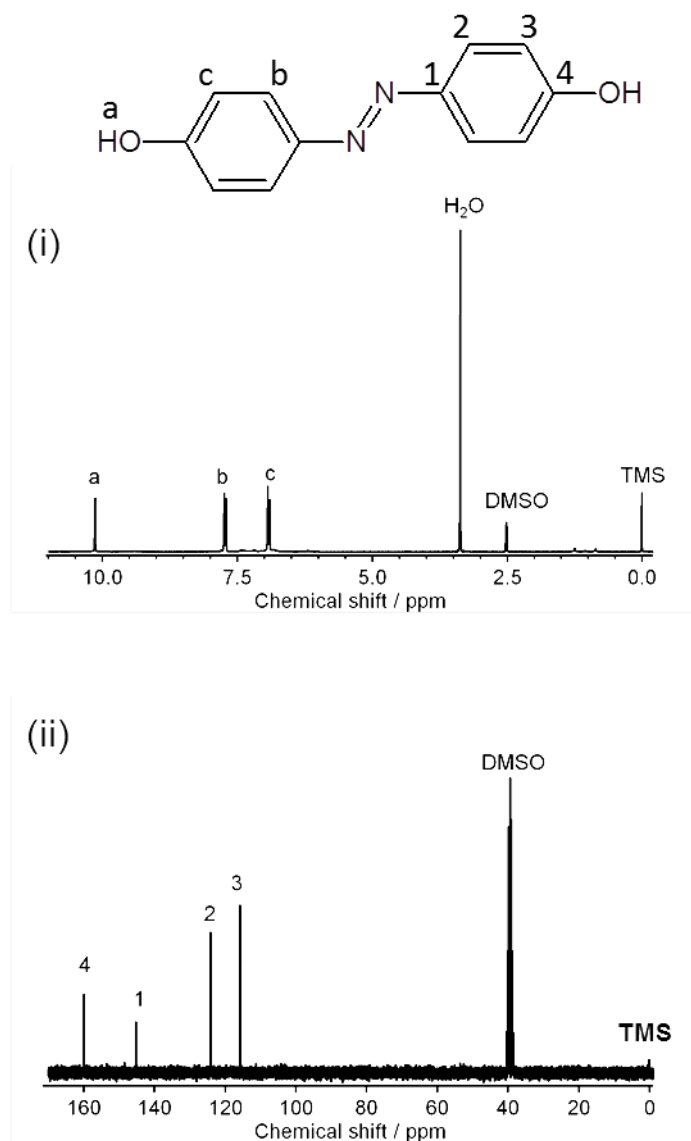 2 3
c b 1 4
a N OH
HO N
H₂O
(i)
a b c DMSO TMS
10.0 7.5 5.0 2.5 0.0
Chemical shift / ppm
(ii)
DMSO
3
2
4 1 TMS
160 140 120 100 80 60 40 20 0
Chemical shift / ppm